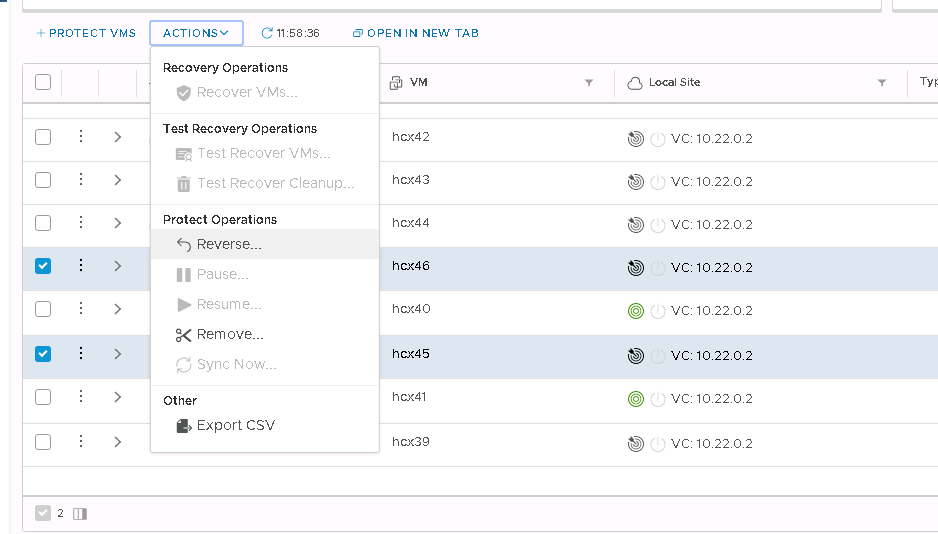 PROTECT VMS ACTIONS 11:58:36 OPEN IN NEW TAB
Recovery Operations
Recover VMs...
Test Recovery Operations
Test Recover VMs...
Test Recover Cleanup...
Protect Operations
Reverse...
Pause...
Resume...
Remove...
Sync Now...
Other
Export CSV
VM Local Site Typ
hcx42 VC: 10.22.0.2
hcx43 VC: 10.22.0.2
hcx44 VC: 10.22.0.2
hcx46 VC: 10.22.0.2
hcx40 VC: 10.22.0.2
hcx45 VC: 10.22.0.2
hcx41 VC: 10.22.0.2
hcx39 VC: 10.22.0.2
2